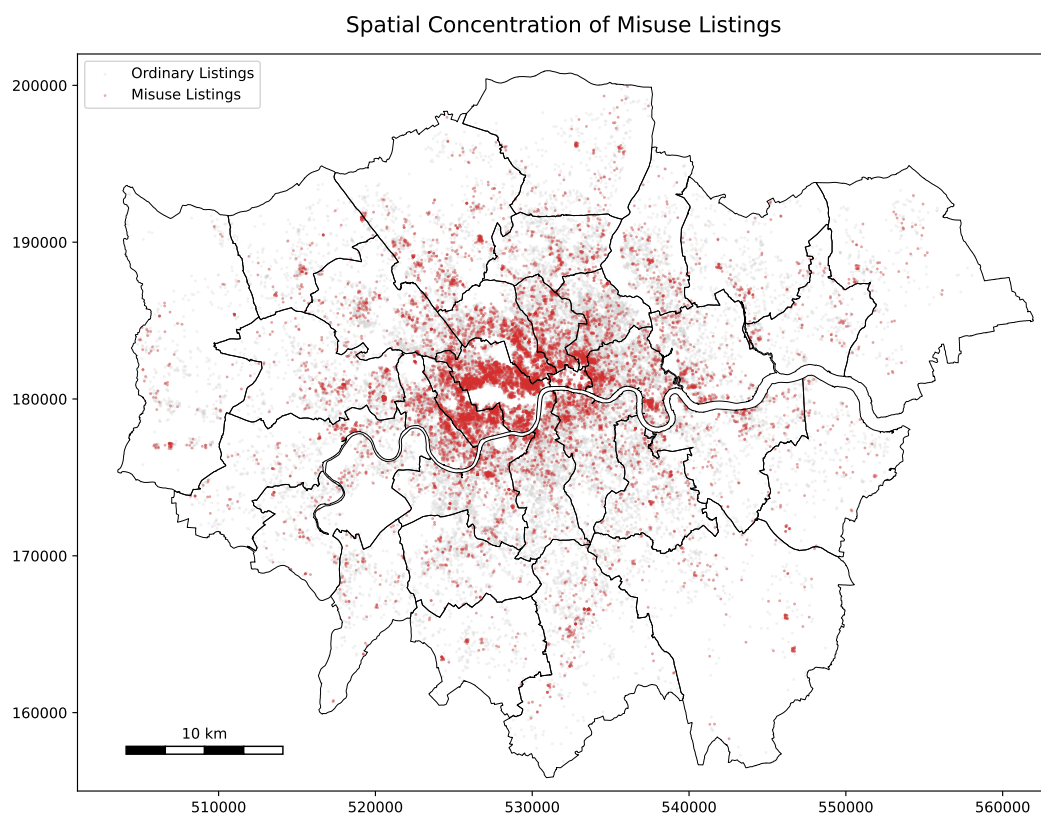 Spatial Concentration of Misuse Listings
Ordinary Listings
Misuse Listings
200000
190000
180000
170000
160000
10 km
510000 520000 530000 540000 550000 560000